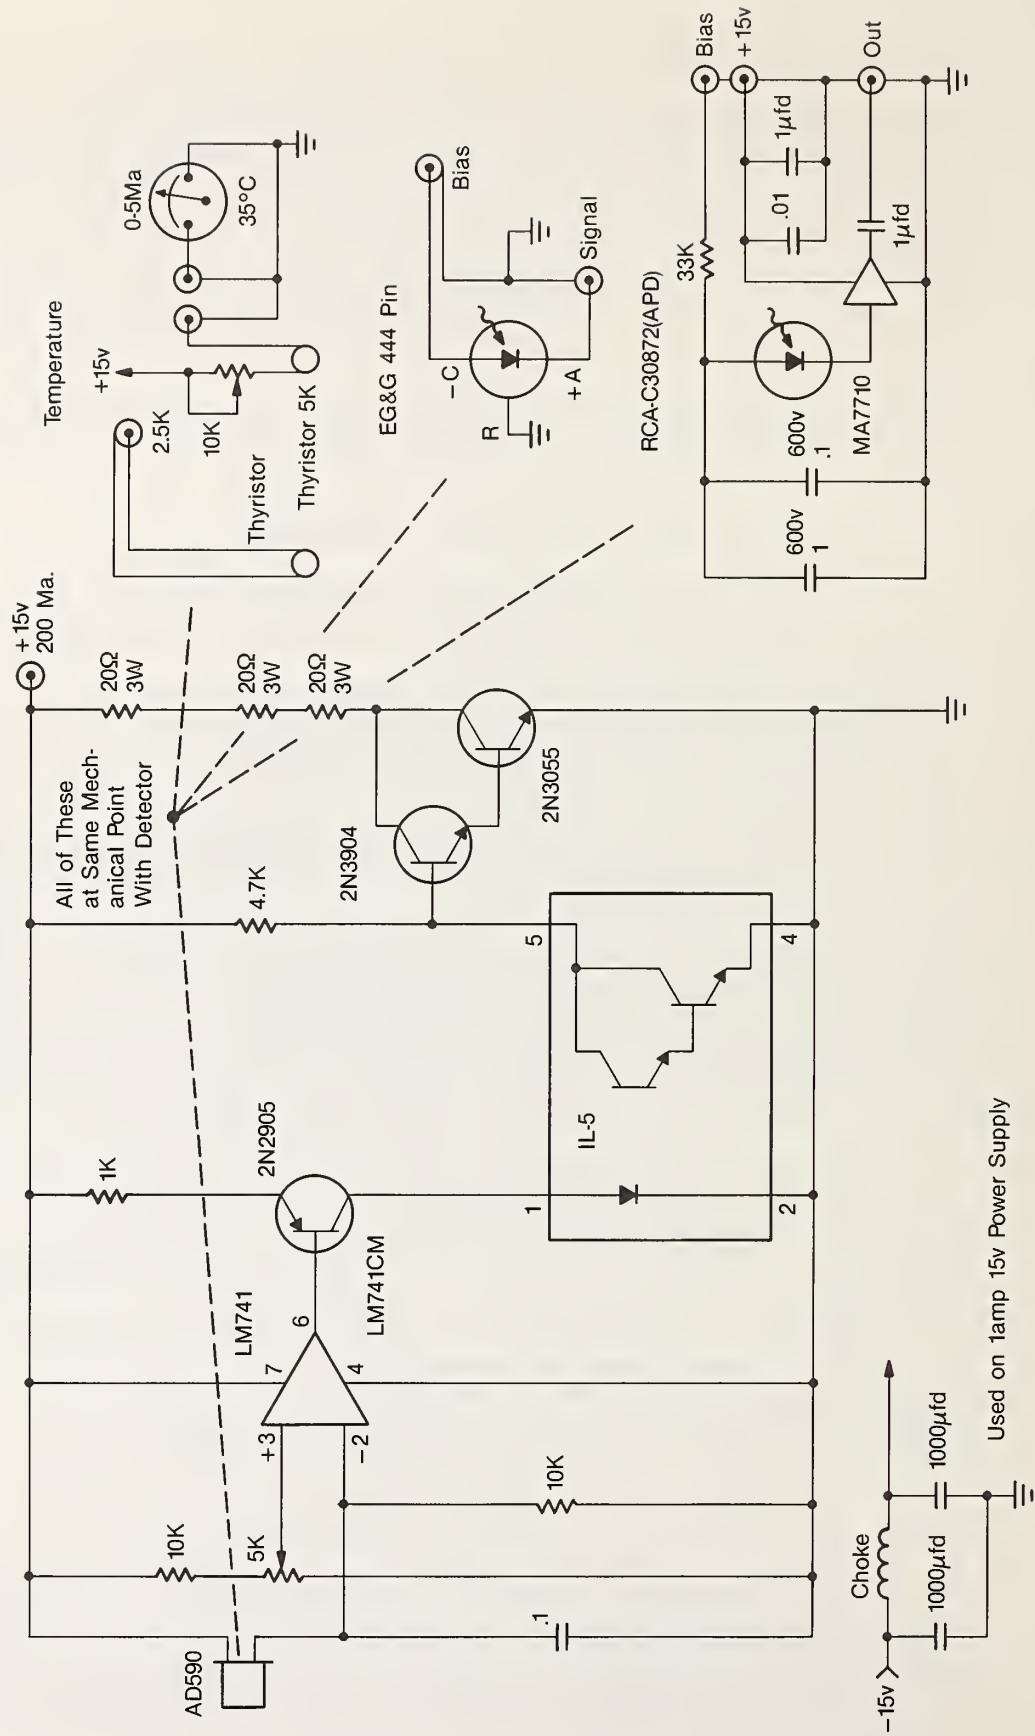 +15v
200 Ma.
All of These
at Same Mech-
anical Point
With Detector
20Ω
3W
20Ω
3W
20Ω
3W
AD590
10K
5K
+3
-2
7
4
6
LM741
LM741CM
.1
10K
1K
2N2905
4.7K
2N3904
2N3055
IL-5
1
2
5
4
-15v
Choke
1000μfd
1000μfd
Used on 1amp 15v Power Supply
Temperature
+15v
2.5K
10K
Thyristor
Thyristor 5K
0-5Ma
35°C
EG&G 444 Pin
-C
R
+A
Bias
Signal
RCA-C30872(APD)
600v
1
600v
.1
33K
MA7710
.01
1μfd
1μfd
Bias
+15v
Out